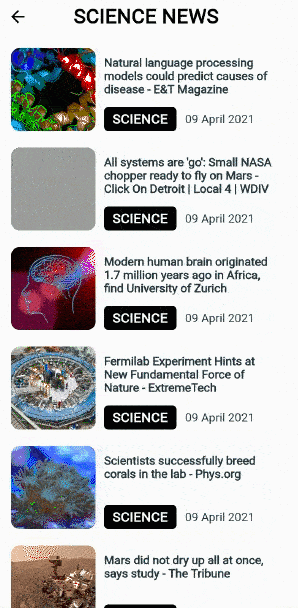 SCIENCE NEWS
Natural language processing
models could predict causes of
disease - E&T Magazine
SCIENCE 09 April 2021
All systems are 'go': Small NASA
chopper ready to fly on Mars -
Click On Detroit | Local 4 | WDIV
SCIENCE 09 April 2021
Modern human brain originated
1.7 million years ago in Africa,
find University of Zurich
SCIENCE 09 April 2021
Fermilab Experiment Hints at
New Fundamental Force of
Nature - ExtremeTech
SCIENCE 09 April 2021
Scientists successfully breed
corals in the lab - Phys.org
SCIENCE 09 April 2021
Mars did not dry up all at once,
says study - The Tribune